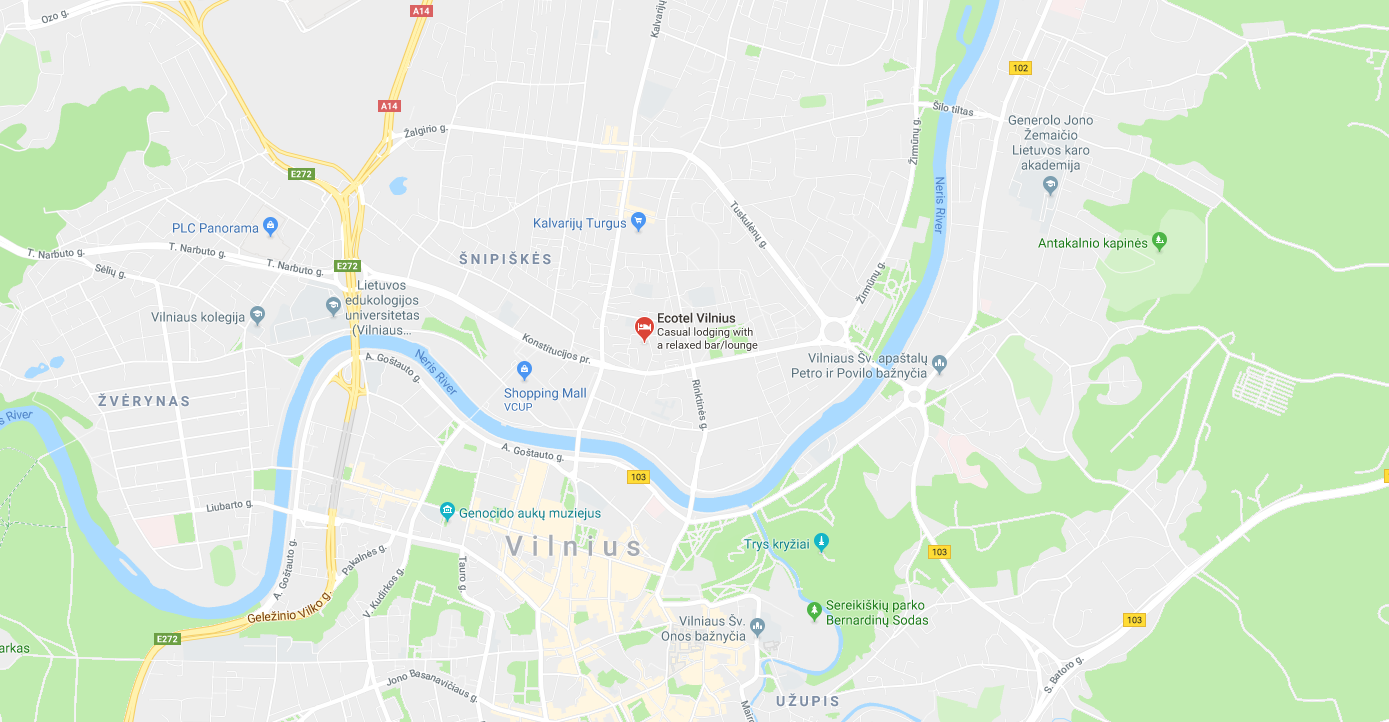 Ozo g.
A14
Kalvarijų
102
A14
Šilo tiltas
Žalgirio g.
Generolo Jono
Žemaičio
Lietuvos karo
akademija
Žirmūnų g.
E272
Neris River
Tuskulėnų g.
Kalvarijų Turgus
PLC Panorama
Antakalnio kapinės
T. Narbuto g.
T. Narbuto g.
T. Narbuto g.
ŠNIPIŠKĖS
Sėlių g.
E272
Žirmūnų g.
Lietuvos
edukologijos
universitetas
(Vilniaus...
Vilniaus kolegija
Ecotel Vilnius
Casual lodging with
a relaxed bar/lounge
Konstitucijos pr.
A. Goštauto g.
Neris River
Vilniaus Šv. apaštalų
Petro ir Povilo bažnyčia
Shopping Mall
VCUP
Rinktinės g.
ŽVĖRYNAS
River
A. Goštauto g.
103
Liubarto g.
Genocido aukų muziejus
Vilnius
Trys kryžiai
103
A. Goštauto g.
Pakalnės g.
Tauro g.
V. Kudirkos g.
Geležinio Vilko g.
Sereikiškių parko
Bernardinų Sodas
Vilniaus Šv.
Onos bažnyčia
103
E272
arkas
S. Batoro g.
Jono Basanavičiaus g.
UŽUPIS